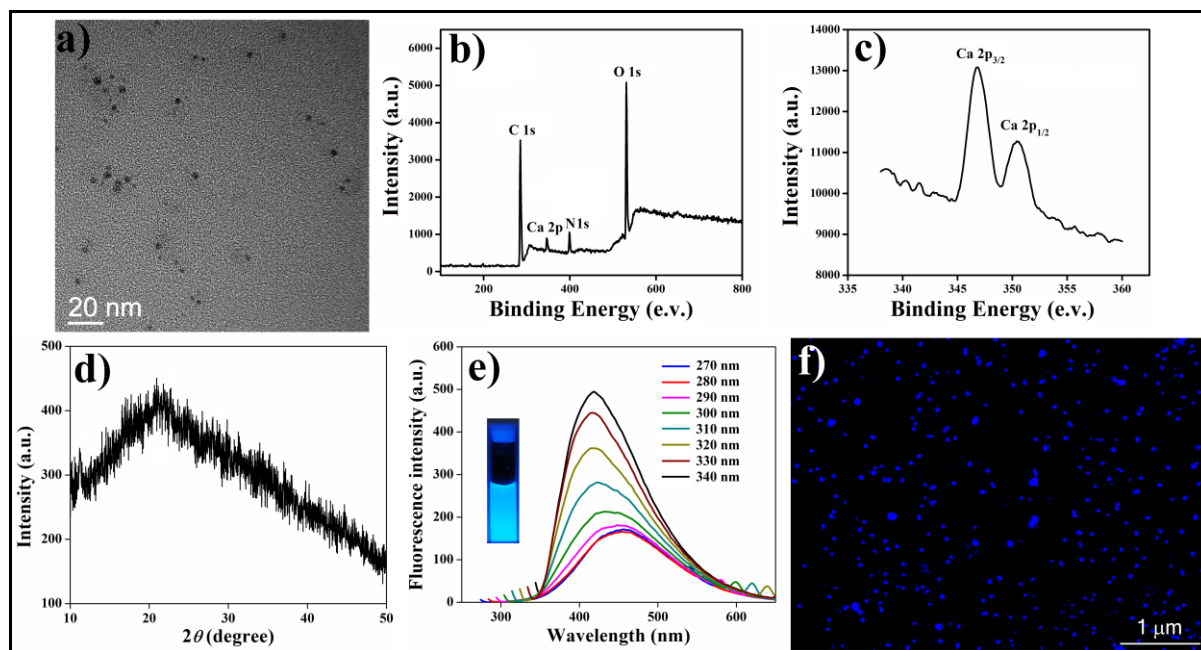 a)
20 nm
b)
Intensity (a.u.)
6000
5000
4000
3000
2000
1000
0
C 1s
Ca 2p
N1s
O 1s
200
400
600
800
Binding Energy (e.v.)
c)
Intensity (a.u.)
14000
13000
12000
11000
10000
9000
8000
Ca 2p3/2
Ca 2p1/2
335
340
345
350
355
360
Binding Energy (e.v.)
d)
Intensity (a.u.)
500
400
300
200
100
10
20
30
40
50
2θ (degree)
e)
Fluorescence intensity (a.u.)
600
500
400
300
200
100
0
270 nm
280 nm
290 nm
300 nm
310 nm
320 nm
330 nm
340 nm
300
400
500
600
Wavelength (nm)
f)
1 μm